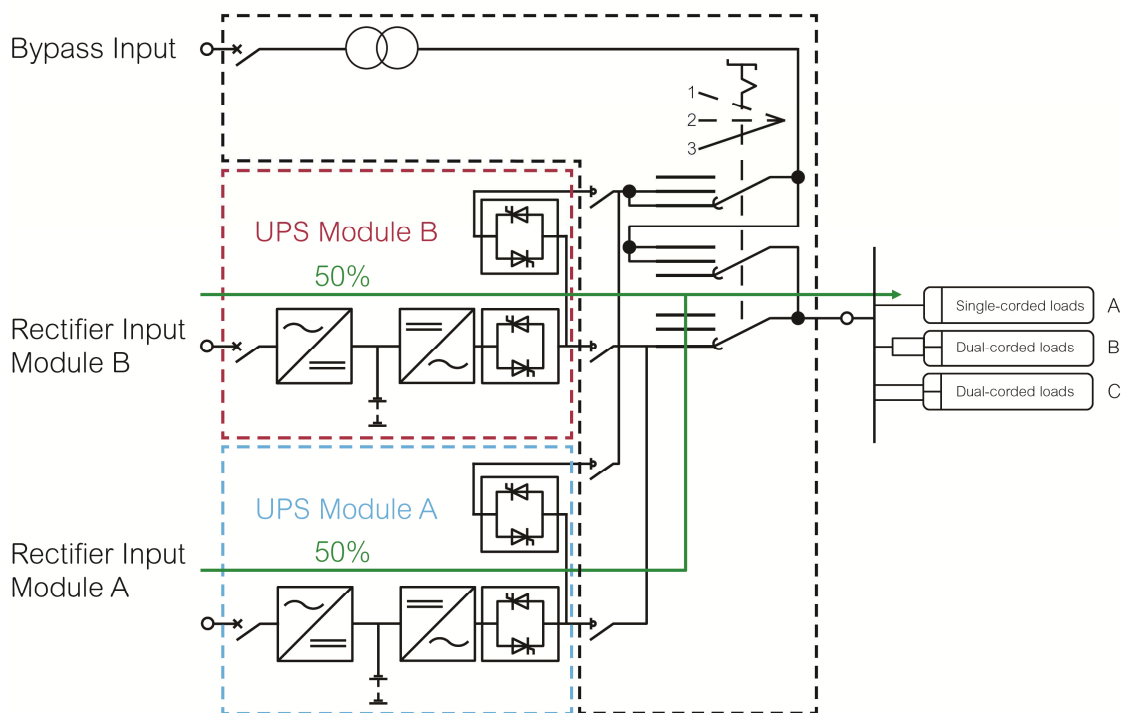 Bypass Input
1
2
3
UPS Module B
50%
Rectifier Input
Module B
Single-corded loads
A
Dual-corded loads
B
Dual-corded loads
C
UPS Module A
50%
Rectifier Input
Module A